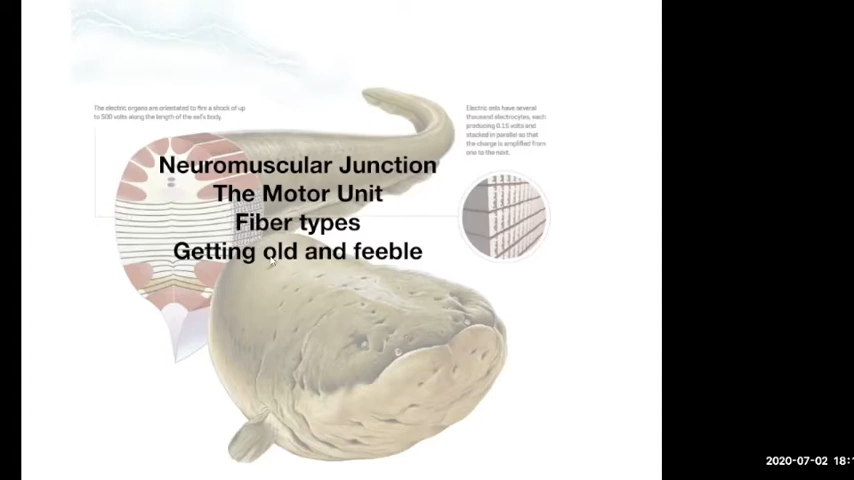 The electric organs are orientated to fire a shock of up
to 500 volts along the length of the eel's body.
Electric eels have several
thousand electrocytes, each
producing 0.15 volts and
stacked in parallel so that
the charge is amplified from
one to the next.
Neuromuscular Junction
The Motor Unit
Fiber types
Getting old and feeble
2020-07-02 18:1